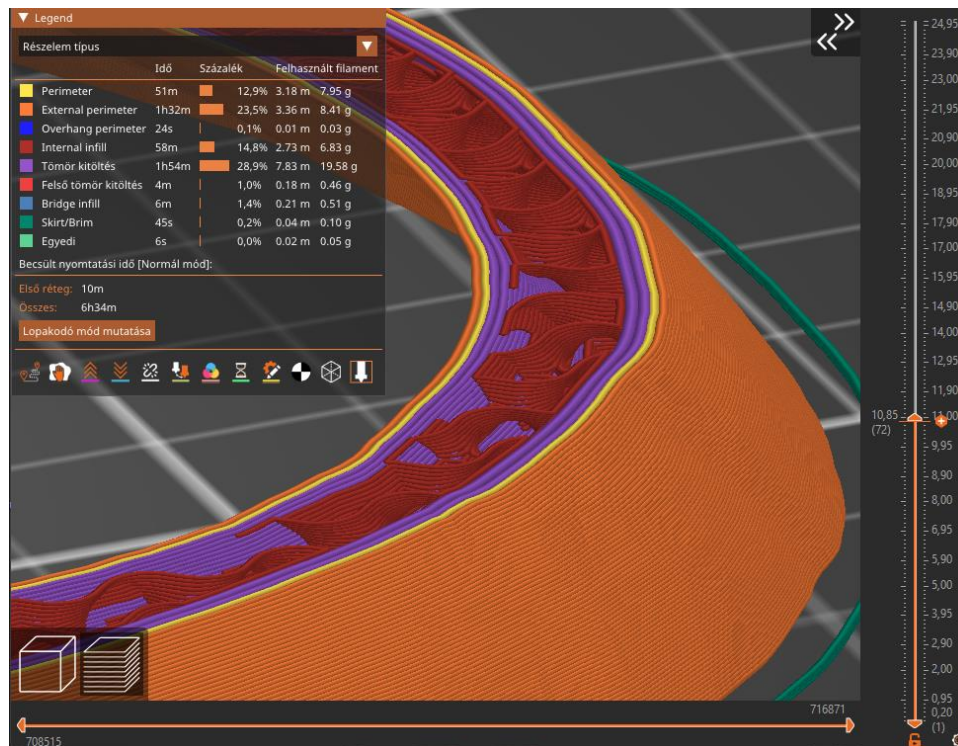 Legend
Részelem típus
Idő Százalék Felhasznált filament
Perimeter 51m 12,9% 3.18 m 7.95 g
External perimeter 1h32m 23,5% 3.36 m 8.41 g
Overhang perimeter 24s 0,1% 0.01 m 0.03 g
Internal infill 58m 14,8% 2.73 m 6.83 g
Tömör kitöltés 1h54m 28,9% 7.83 m 19.58 g
Felső tömör kitöltés 4m 1,0% 0.18 m 0.46 g
Bridge infill 6m 1,4% 0.21 m 0.51 g
Skirt/Brim 45s 0,2% 0.04 m 0.10 g
Egyedi 6s 0,0% 0.02 m 0.05 g
Becsült nyomtatási idő [Normál mód]:
Első réteg: 10m
Összes: 6h34m
Lopakodó mód mutatása
24,95
23,90
23,00
21,95
20,90
20,00
18,95
17,90
17,00
15,95
14,90
14,00
12,95
11,90
10,85
(72)
11,00
9,95
8,90
8,00
6,95
5,90
5,00
3,95
2,90
2,00
0,95
0,20
(1)
716871
708515